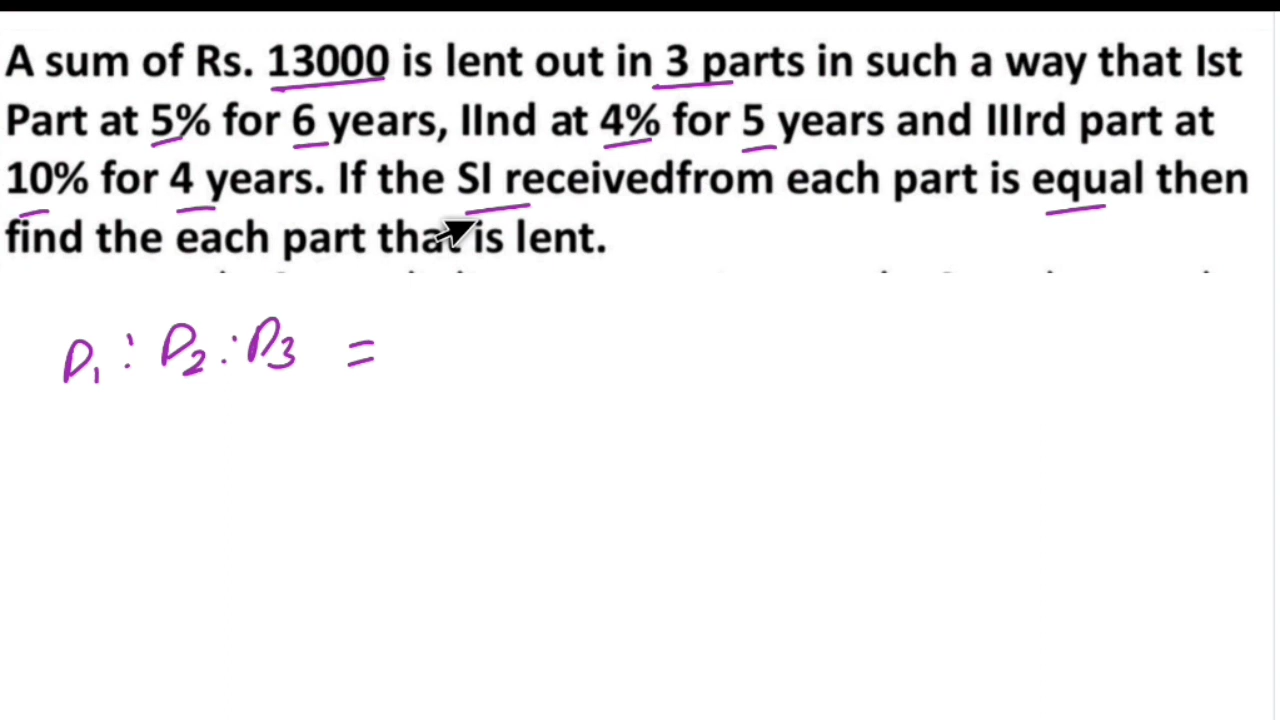 A sum of Rs. 13000 is lent out in 3 parts in such a way that Ist
Part at 5% for 6 years, IInd at 4% for 5 years and IIIrd part at
10% for 4 years. If the SI receivedfrom each part is equal then
find the each part that is lent.
P₁ : P₂ : P₃ =